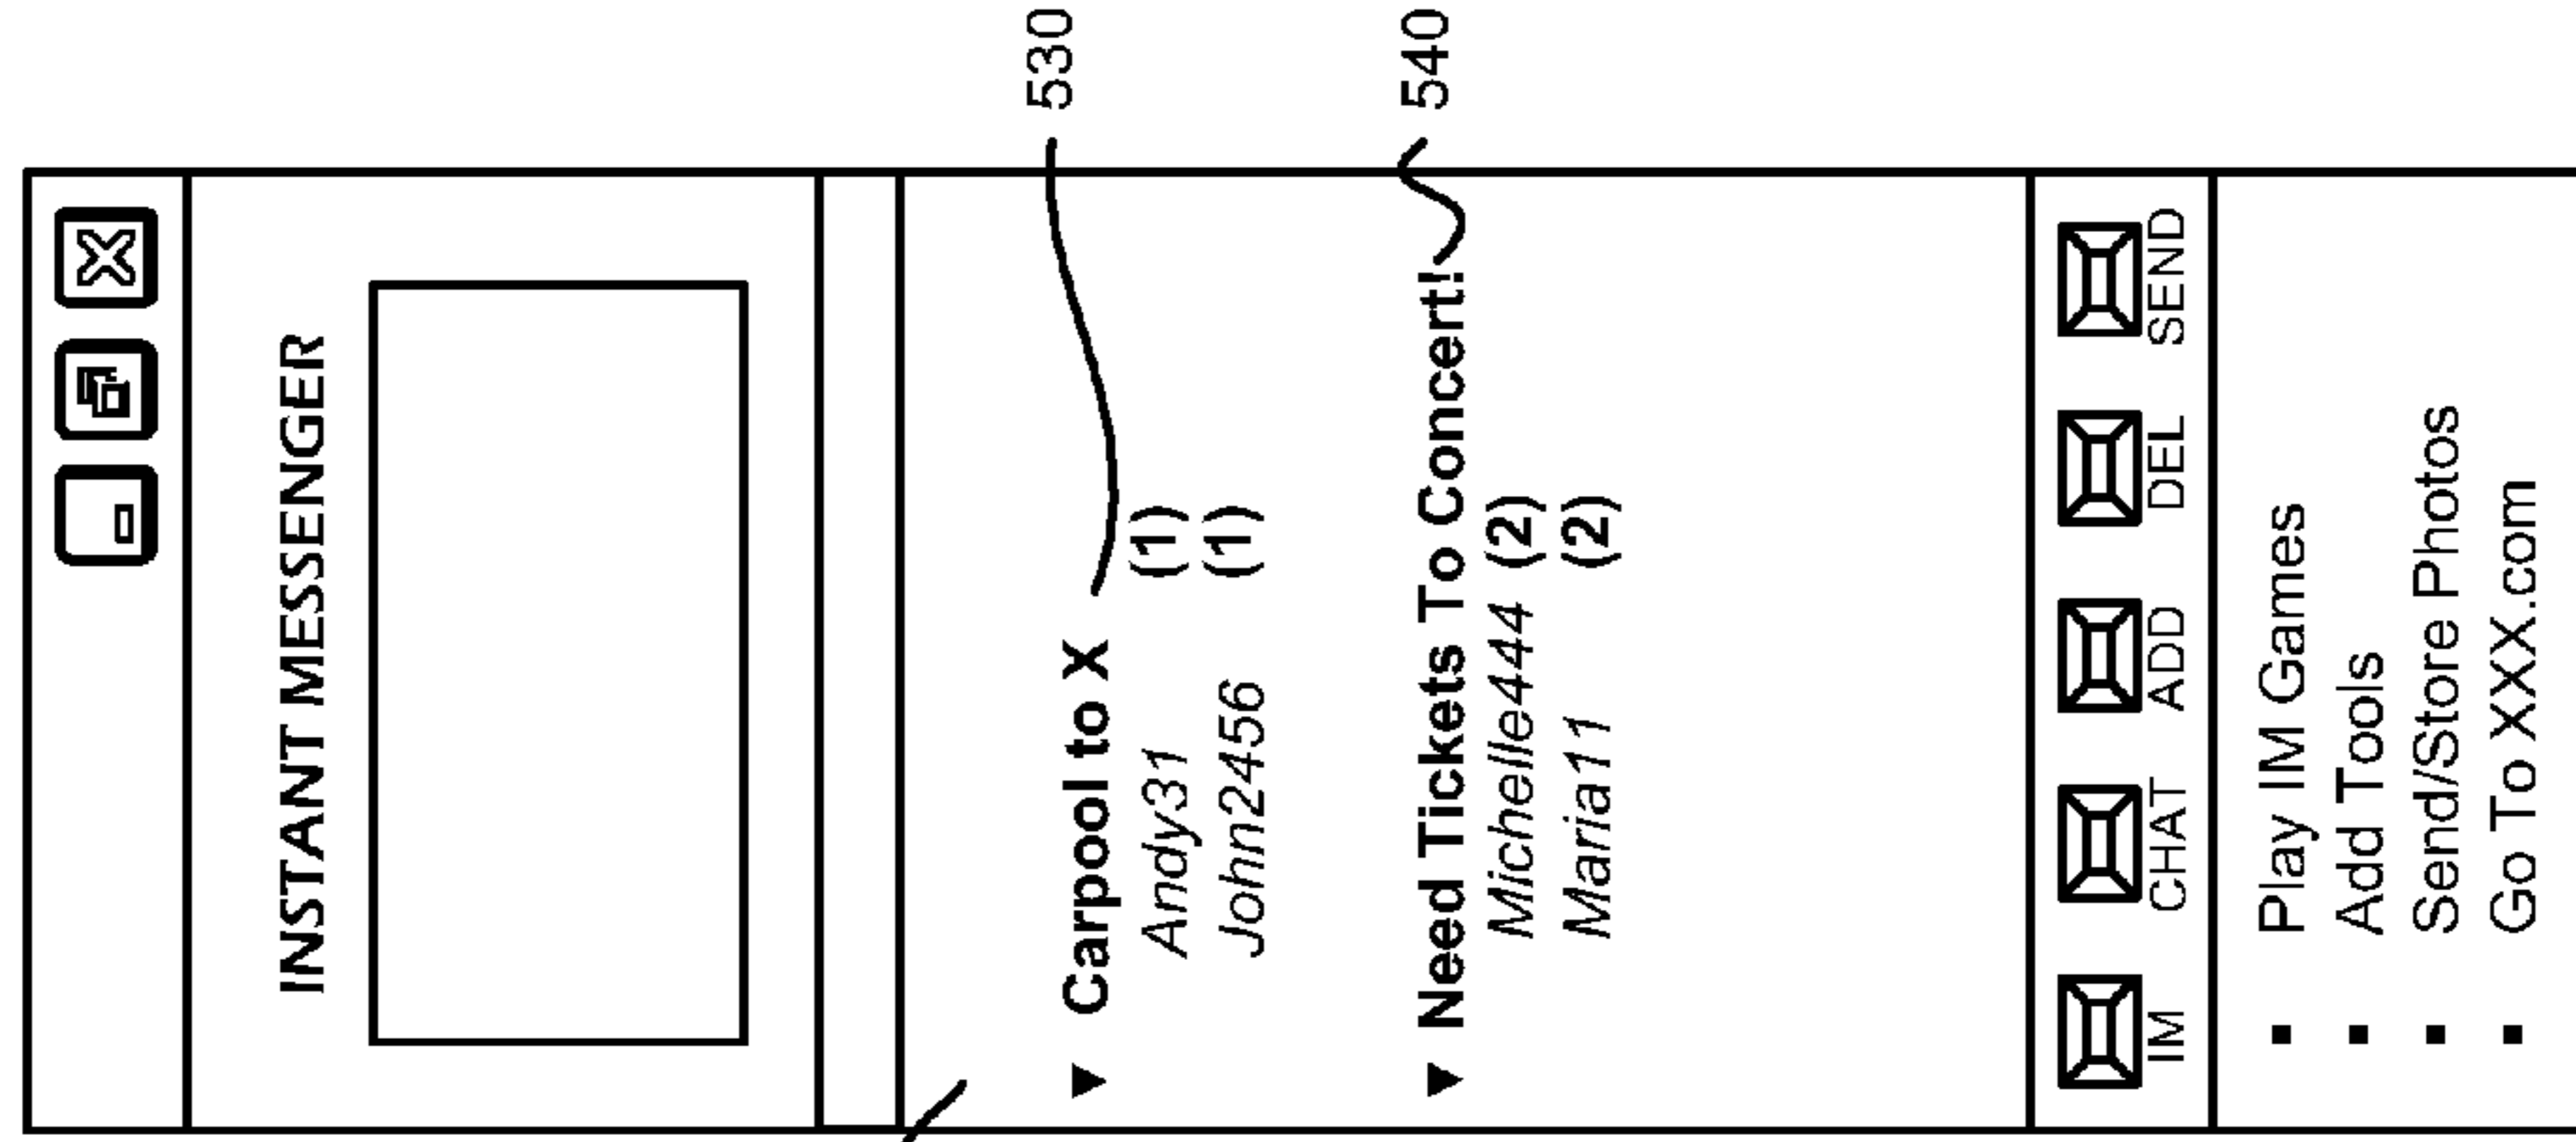 INSTANT MESSENGER
▼ Carpool to X 530
Andy31 (1)
John2456 (1)
▼ Need Tickets To Concert! 540
Michelle444 (2)
Maria11 (2)
IM CHAT ADD DEL SEND
▪ Play IM Games
▪ Add Tools
▪ Send/Store Photos
▪ Go To XXX.com